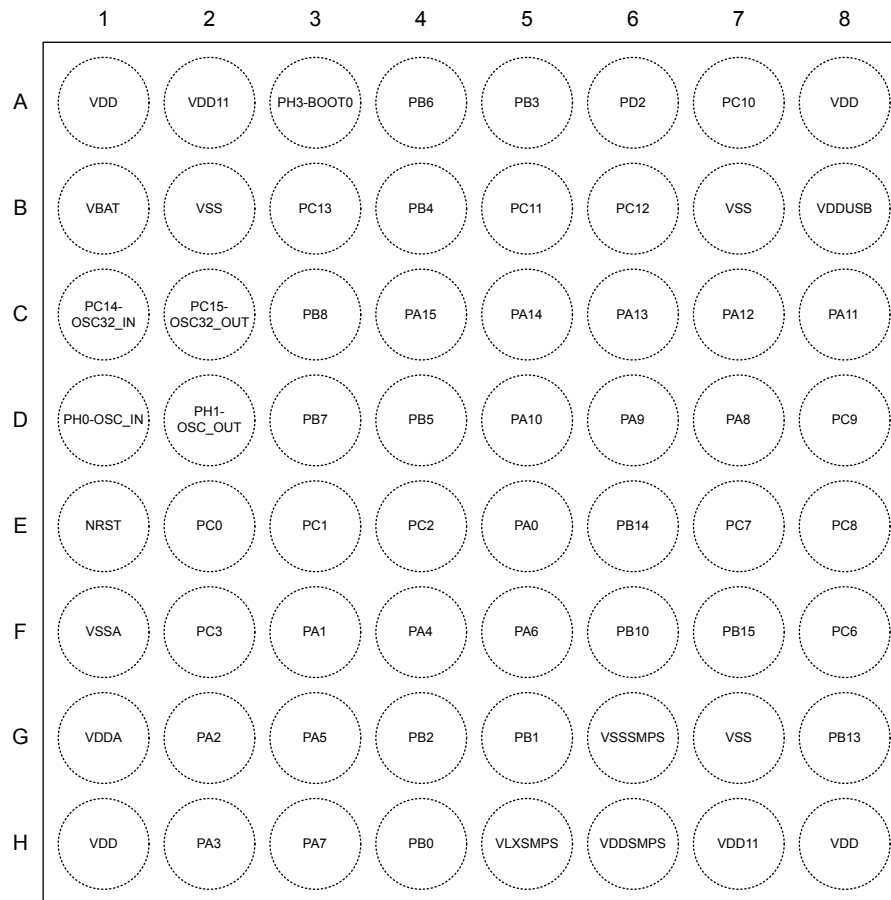 1 2 3 4 5 6 7 8
A VDD VDD11 PH3-BOOT0 PB6 PB3 PD2 PC10 VDD
B VBAT VSS PC13 PB4 PC11 PC12 VSS VDDUSB
C PC14-
OSC32_IN PC15-
OSC32_OUT PB8 PA15 PA14 PA13 PA12 PA11
D PH0-OSC_IN PH1-
OSC_OUT PB7 PB5 PA10 PA9 PA8 PC9
E NRST PC0 PC1 PC2 PA0 PB14 PC7 PC8
F VSSA PC3 PA1 PA4 PA6 PB10 PB15 PC6
G VDDA PA2 PA5 PB2 PB1 VSSSMPS VSS PB13
H VDD PA3 PA7 PB0 VLXSMPS VDDSMPS VDD11 VDD